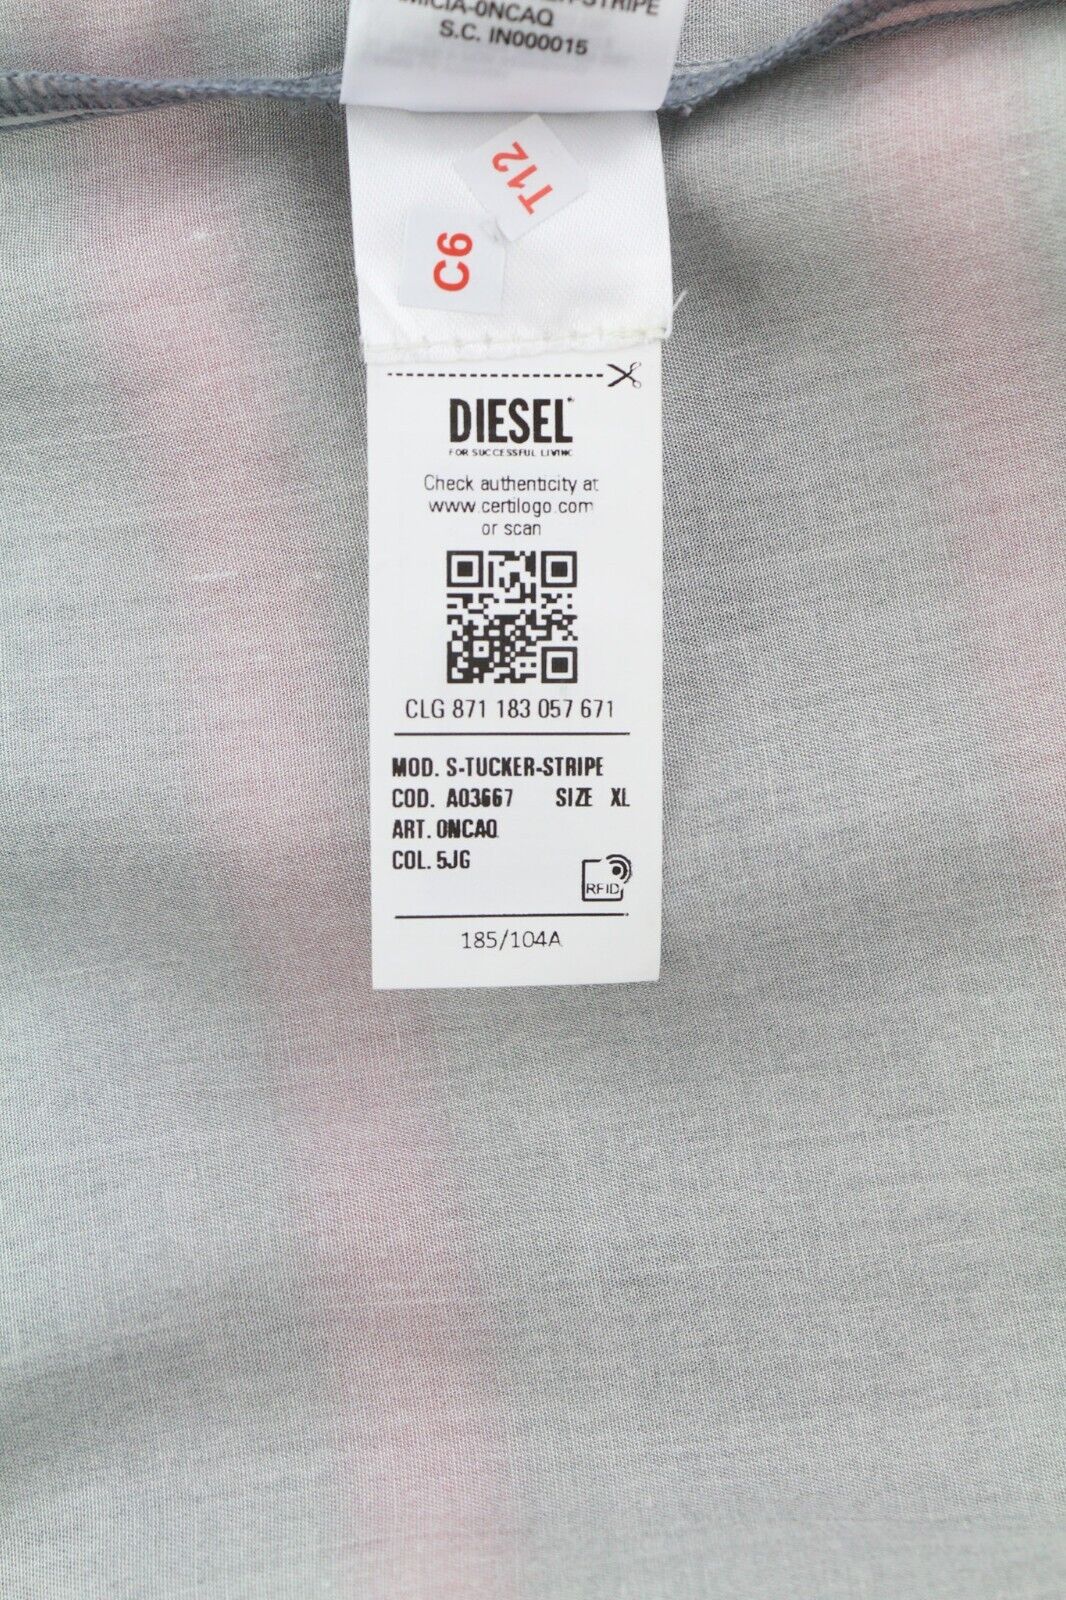 -STRIPE
MICIA-0NCAQ
S.C. IN000015
T12
C6
DIESEL
FOR SUCCESSFUL LIVING
Check authenticity at
www.certilogo.com
or scan
CLG 871 183 057 671
MOD. S-TUCKER-STRIPE
COD. A03667 SIZE XL
ART. 0NCAQ
COL. 5JG
RFID
185/104A